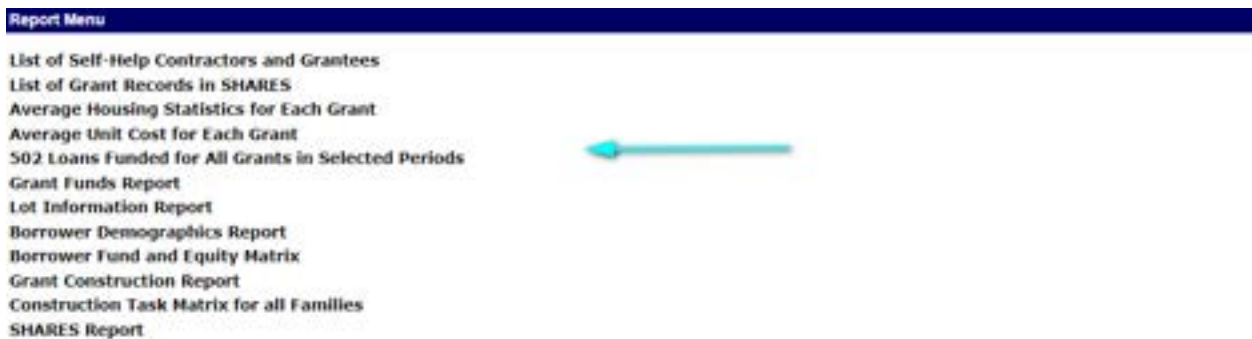 Report Menu
List of Self-Help Contractors and Grantees
List of Grant Records in SHARES
Average Housing Statistics for Each Grant
Average Unit Cost for Each Grant
502 Loans Funded for All Grants in Selected Periods
Grant Funds Report
Lot Information Report
Borrower Demographics Report
Borrower Fund and Equity Matrix
Grant Construction Report
Construction Task Matrix for all Families
SHARES Report